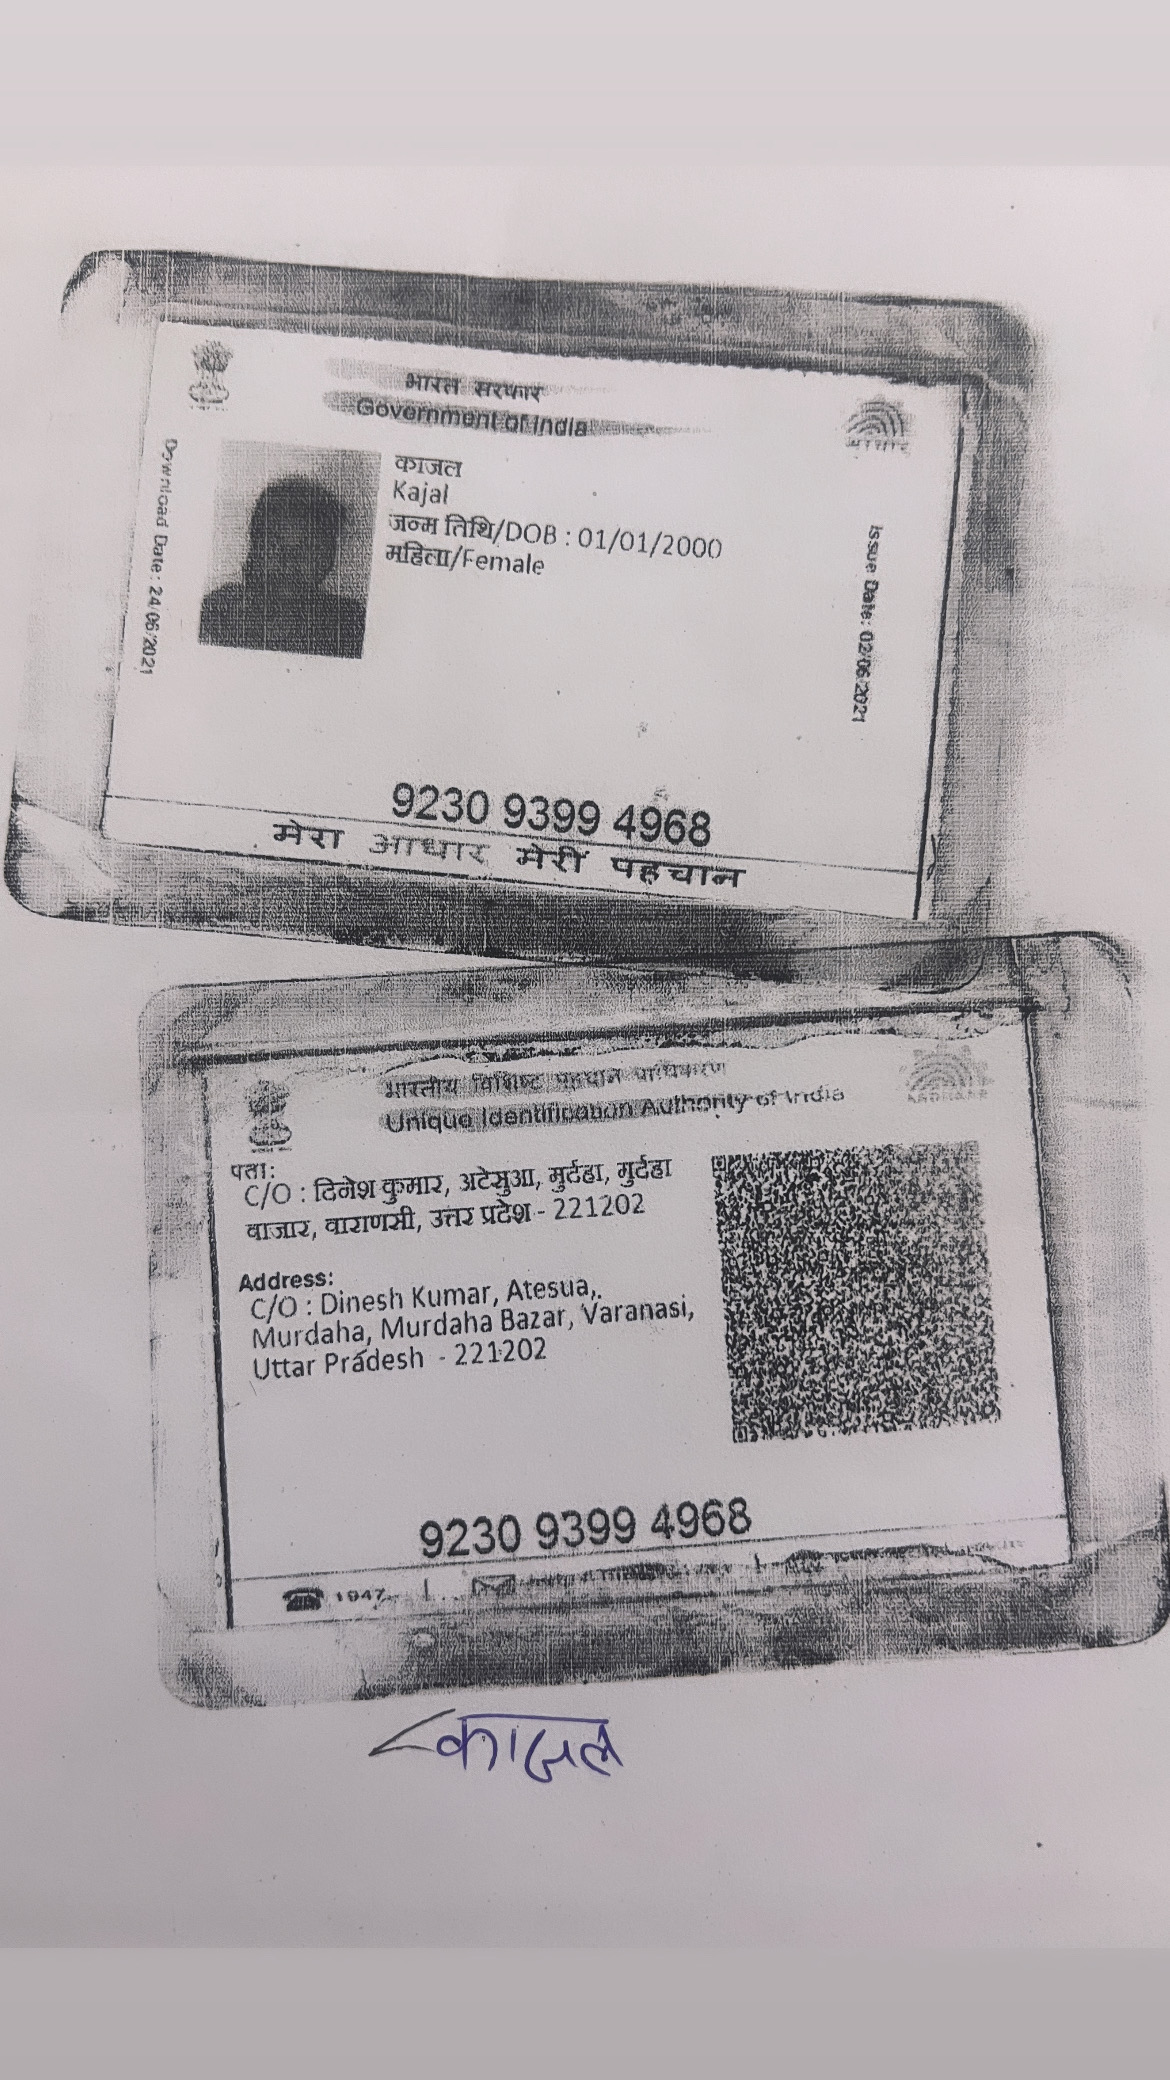 भारत सरकार
Government of India
आधार
Download Date: 24/06/2021
काजल
Kajal
जन्म तिथि/DOB : 01/01/2000
महिला/Female
Issue Date: 02/06/2021
9230 9399 4968
मेरा आधार मेरी पहचान
भारतीय विशिष्ट पहचान प्राधिकरण
Unique Identification Authority of India
AADHAAR
पता:
C/O : दिनेश कुमार, अटेसुआ, मुर्दहा, मुर्दहा
बाजार, वाराणसी, उत्तर प्रदेश - 221202
Address:
C/O : Dinesh Kumar, Atesua,.
Murdaha, Murdaha Bazar, Varanasi,
Uttar Pradesh - 221202
9230 9399 4968
1947
काजल